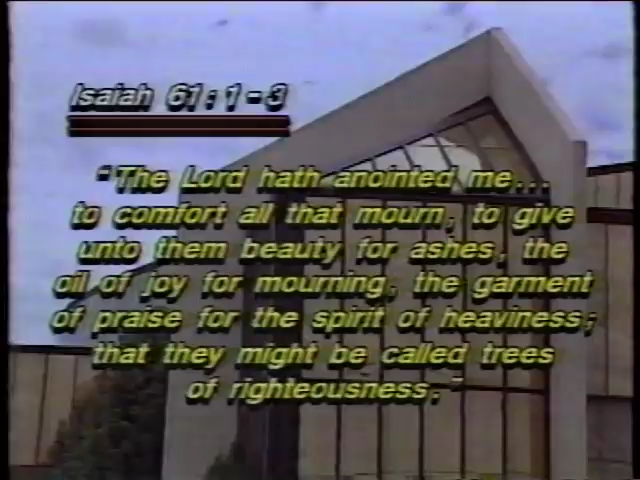 Isaiah 61:1-3
"The Lord hath anointed me...
to comfort all that mourn, to give
unto them beauty for ashes, the
oil of joy for mourning, the garment
of praise for the spirit of heaviness;
that they might be called trees
of righteousness."